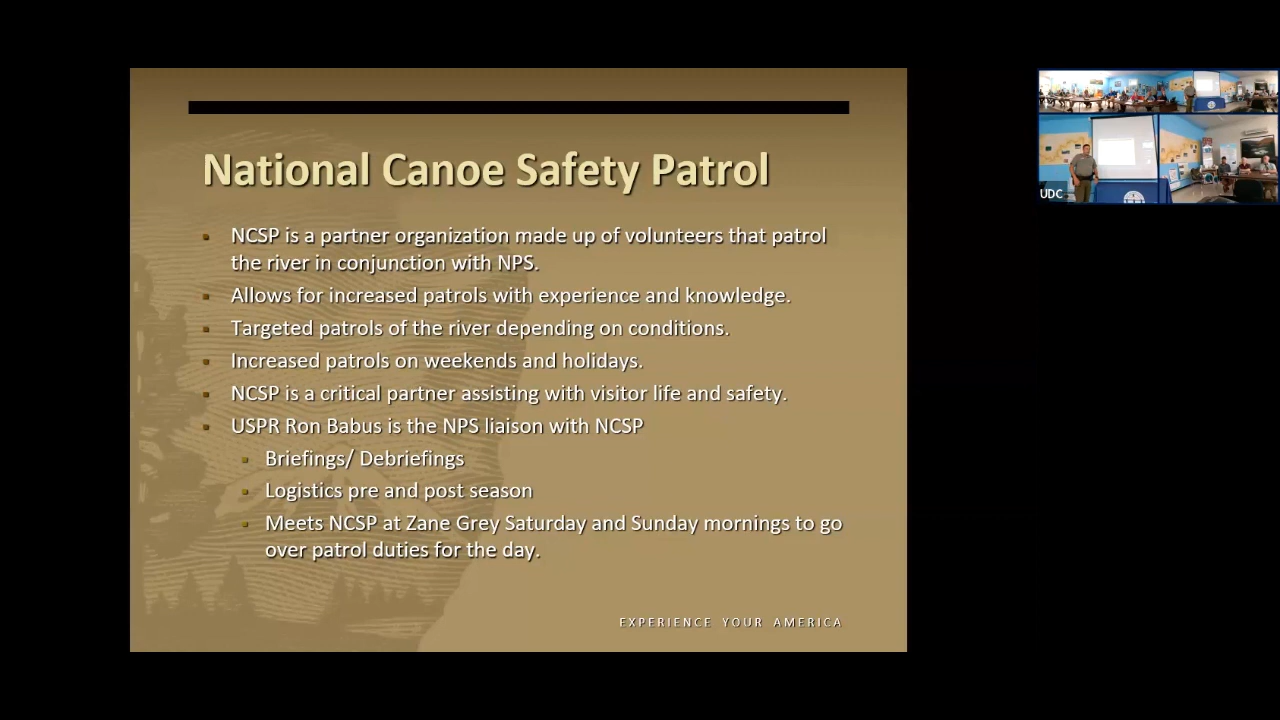 National Canoe Safety Patrol
NCSP is a partner organization made up of volunteers that patrol
the river in conjunction with NPS.
Allows for increased patrols with experience and knowledge.
Targeted patrols of the river depending on conditions.
Increased patrols on weekends and holidays.
NCSP is a critical partner assisting with visitor life and safety.
USPR Ron Babus is the NPS liaison with NCSP
Briefings/ Debriefings
Logistics pre and post season
Meets NCSP at Zane Grey Saturday and Sunday mornings to go
over patrol duties for the day.
EXPERIENCE YOUR AMERICA
UDC